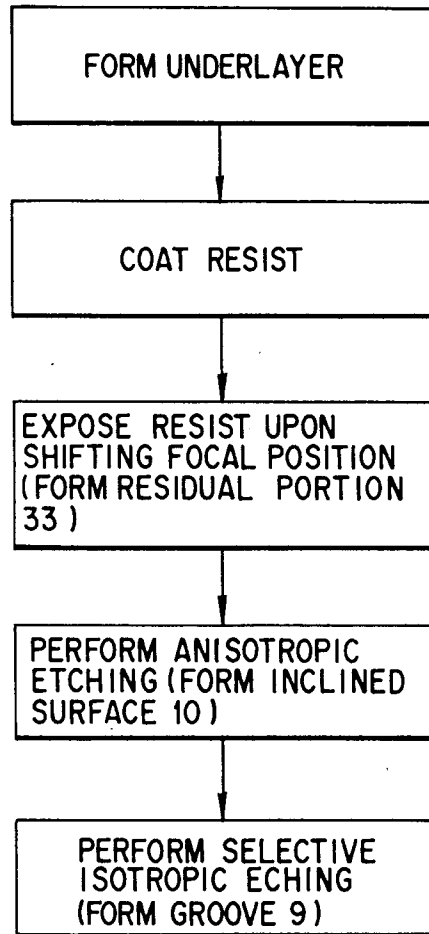 FORM UNDERLAYER
COAT RESIST
EXPOSE RESIST UPON
SHIFTING FOCAL POSITION
(FORM RESIDUAL PORTION
33)
PERFORM ANISOTROPIC
ETCHING (FORM INCLINED
SURFACE 10)
PERFORM SELECTIVE
ISOTROPIC ECHING
(FORM GROOVE 9)